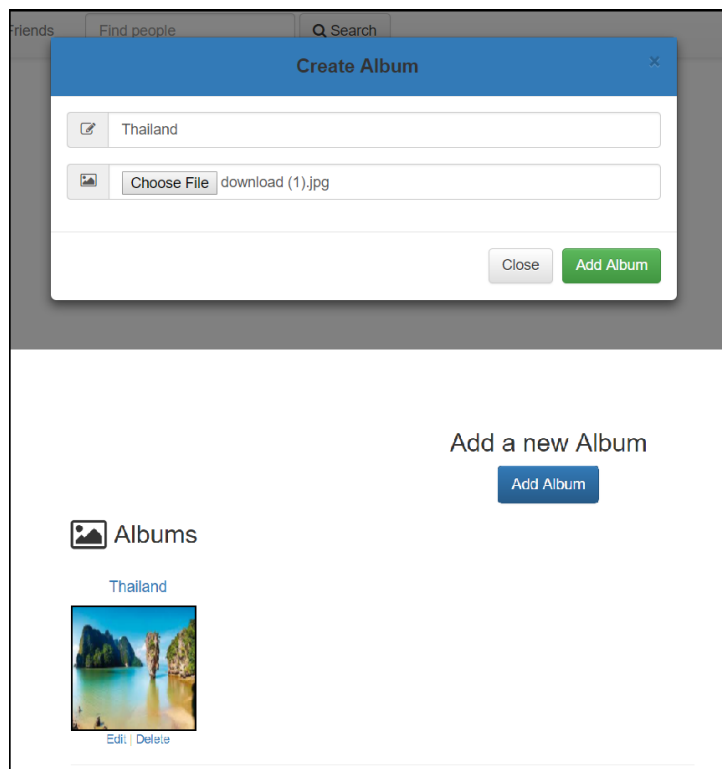 Friends Find people Search
Create Album ×
Thailand
Choose File download (1).jpg
Close Add Album
Add a new Album
Add Album
Albums
Thailand
Edit | Delete